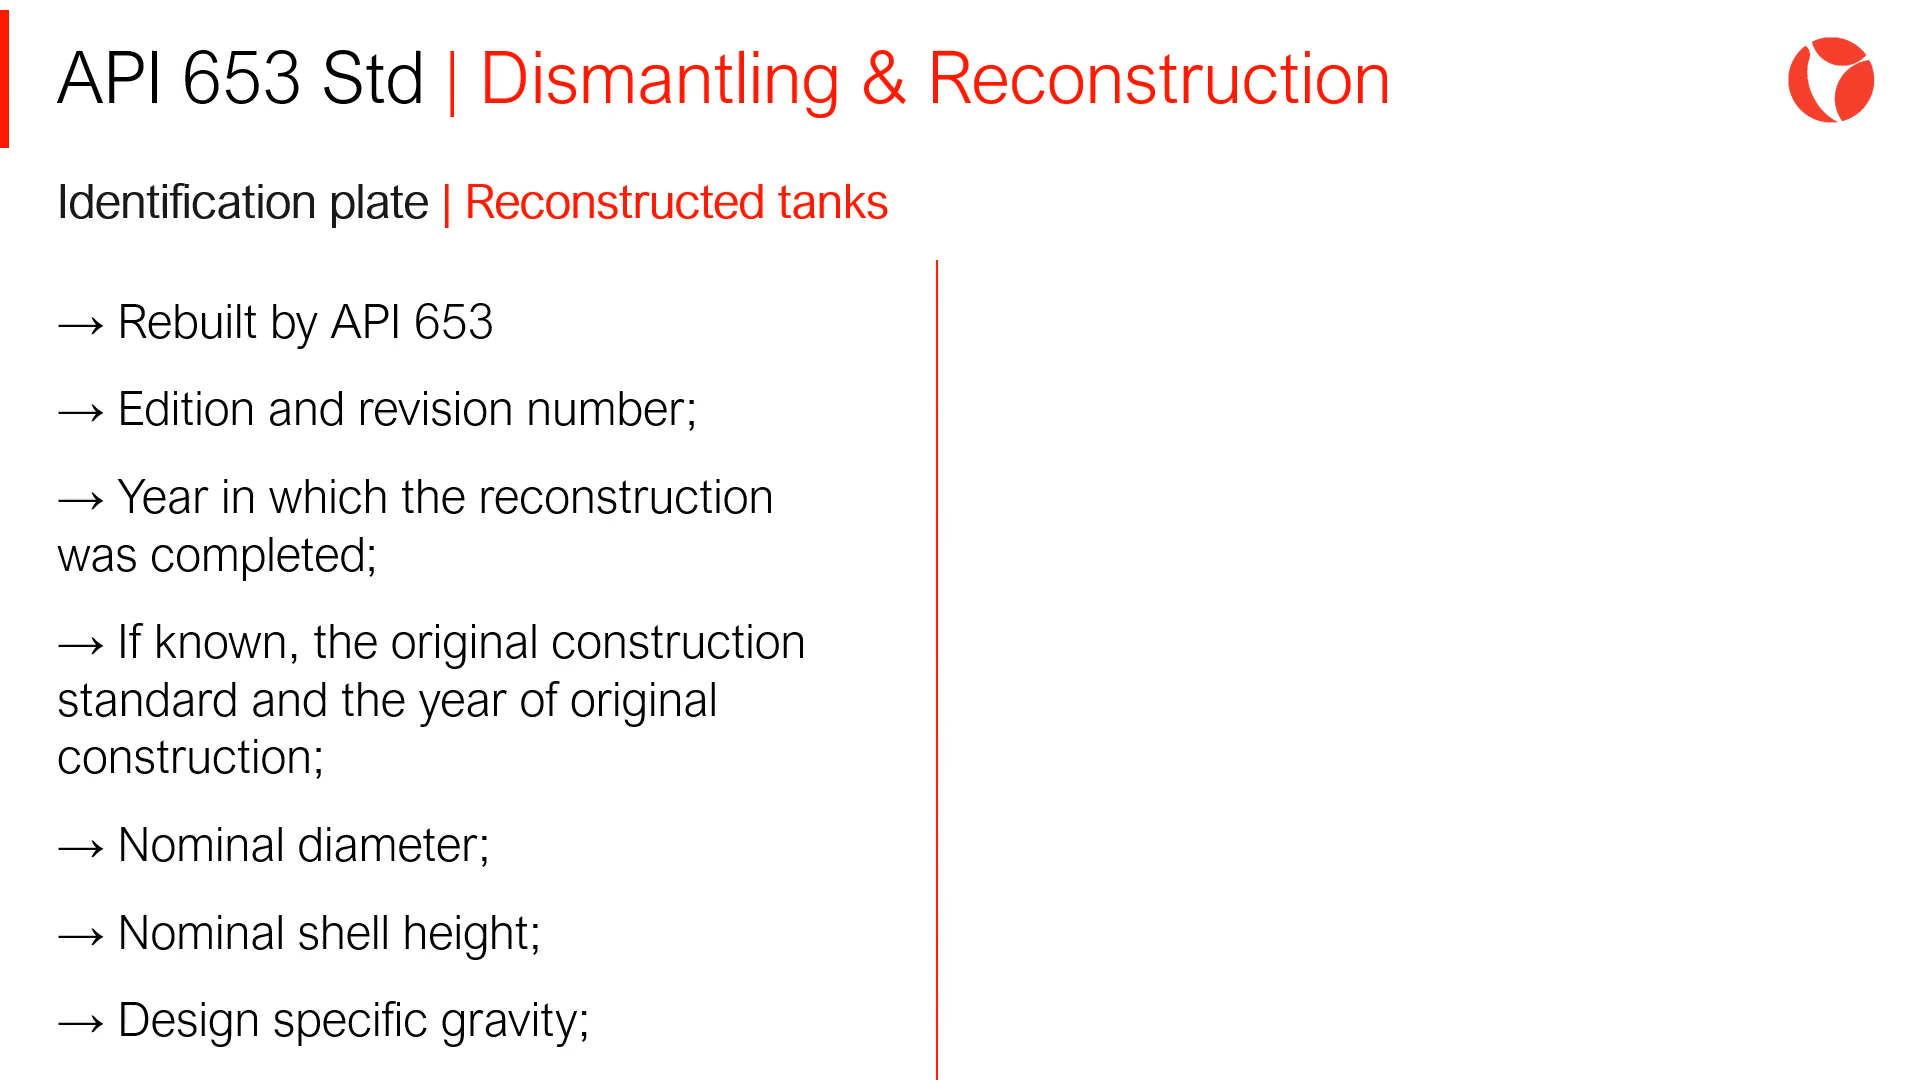 API 653 Std | Dismantling & Reconstruction
Identification plate | Reconstructed tanks
→ Rebuilt by API 653
→ Edition and revision number;
→ Year in which the reconstruction
was completed;
→ If known, the original construction
standard and the year of original
construction;
→ Nominal diameter;
→ Nominal shell height;
→ Design specific gravity;